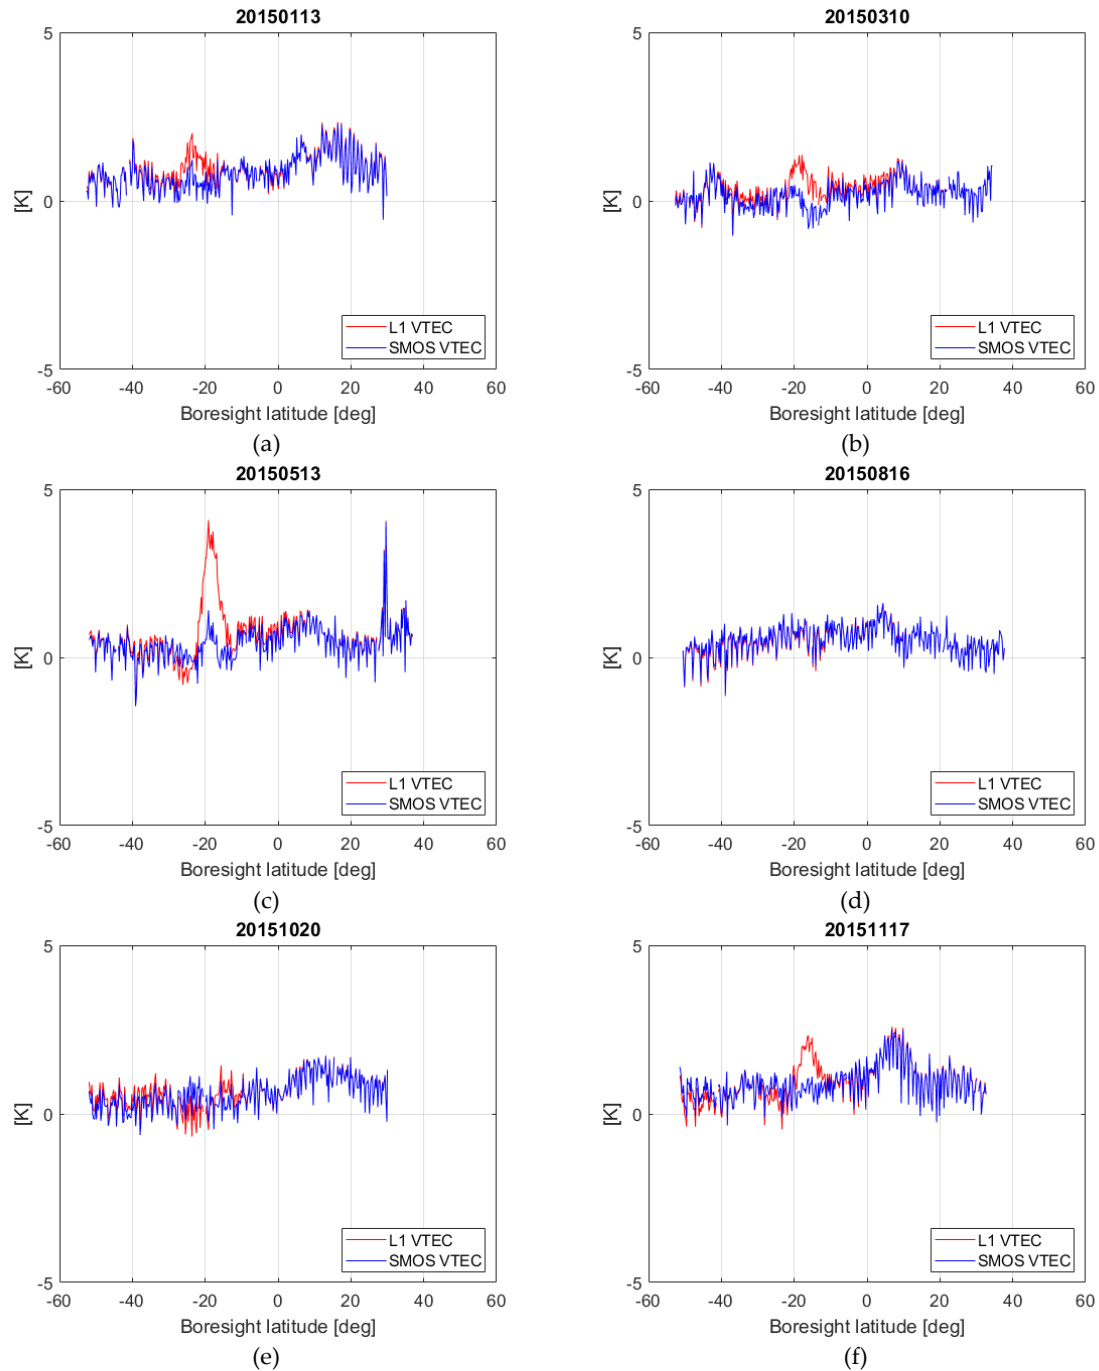 20150113
5
0
-5
[K]
L1 VTEC
SMOS VTEC
-60 -40 -20 0 20 40 60
Boresight latitude [deg]
(a)
20150310
5
0
-5
[K]
L1 VTEC
SMOS VTEC
-60 -40 -20 0 20 40 60
Boresight latitude [deg]
(b)
20150513
5
0
-5
[K]
L1 VTEC
SMOS VTEC
-60 -40 -20 0 20 40 60
Boresight latitude [deg]
(c)
20150816
5
0
-5
[K]
L1 VTEC
SMOS VTEC
-60 -40 -20 0 20 40 60
Boresight latitude [deg]
(d)
20151020
5
0
-5
[K]
L1 VTEC
SMOS VTEC
-60 -40 -20 0 20 40 60
Boresight latitude [deg]
(e)
20151117
5
0
-5
[K]
L1 VTEC
SMOS VTEC
-60 -40 -20 0 20 40 60
Boresight latitude [deg]
(f)